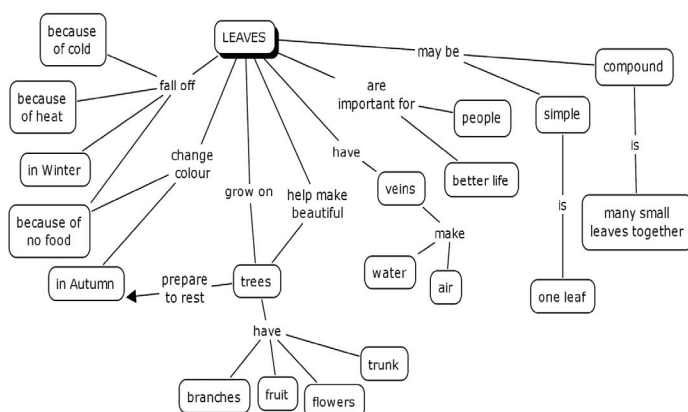 LEAVES
because
of cold
may be
compound
fall off
are
important for
because
of heat
people
simple
is
change
colour
have
in Winter
veins
better life
grow on
help make
beautiful
is
many small
leaves together
because of
no food
make
water
air
in Autumn
prepare
to rest
trees
one leaf
have
trunk
branches
fruit
flowers